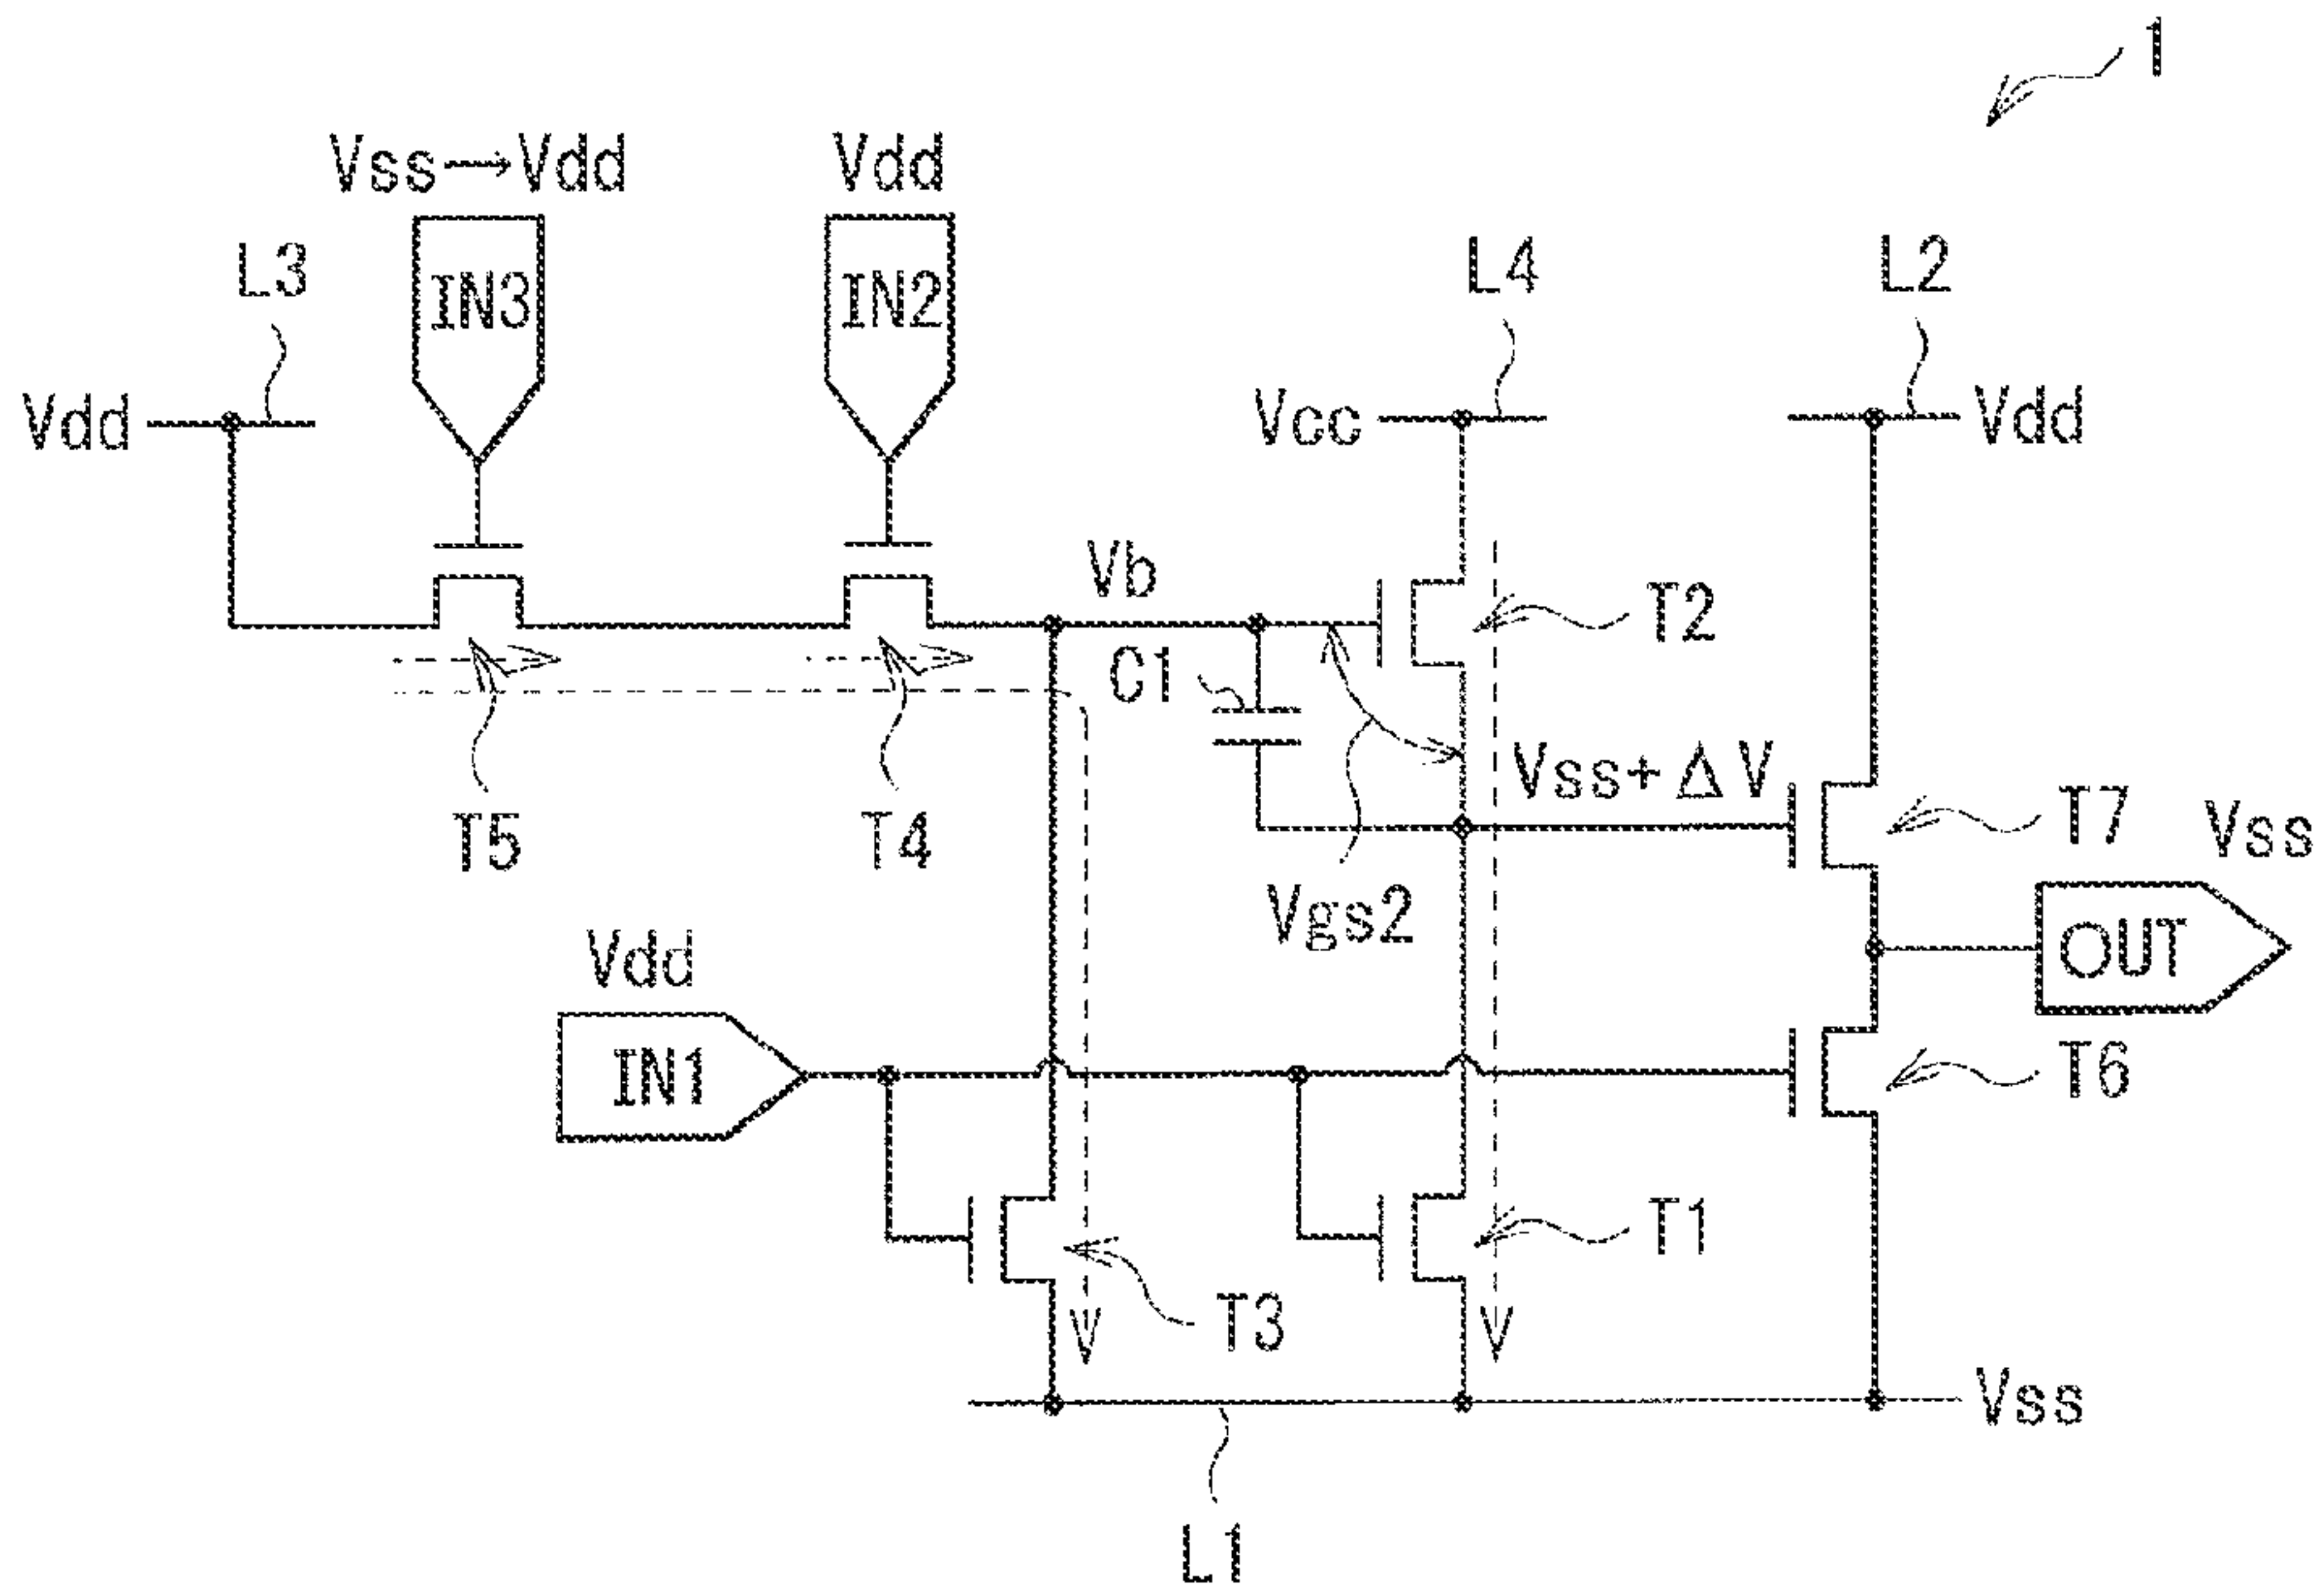 1
Vss→Vdd
Vdd
L3
IN3
IN2
L4
L2
Vdd
Vcc
Vdd
Vb
T2
C1
Vss+ΔV
T5
T4
T7
Vss
Vgs2
Vdd
OUT
IN1
T6
T1
T3
Vss
L1